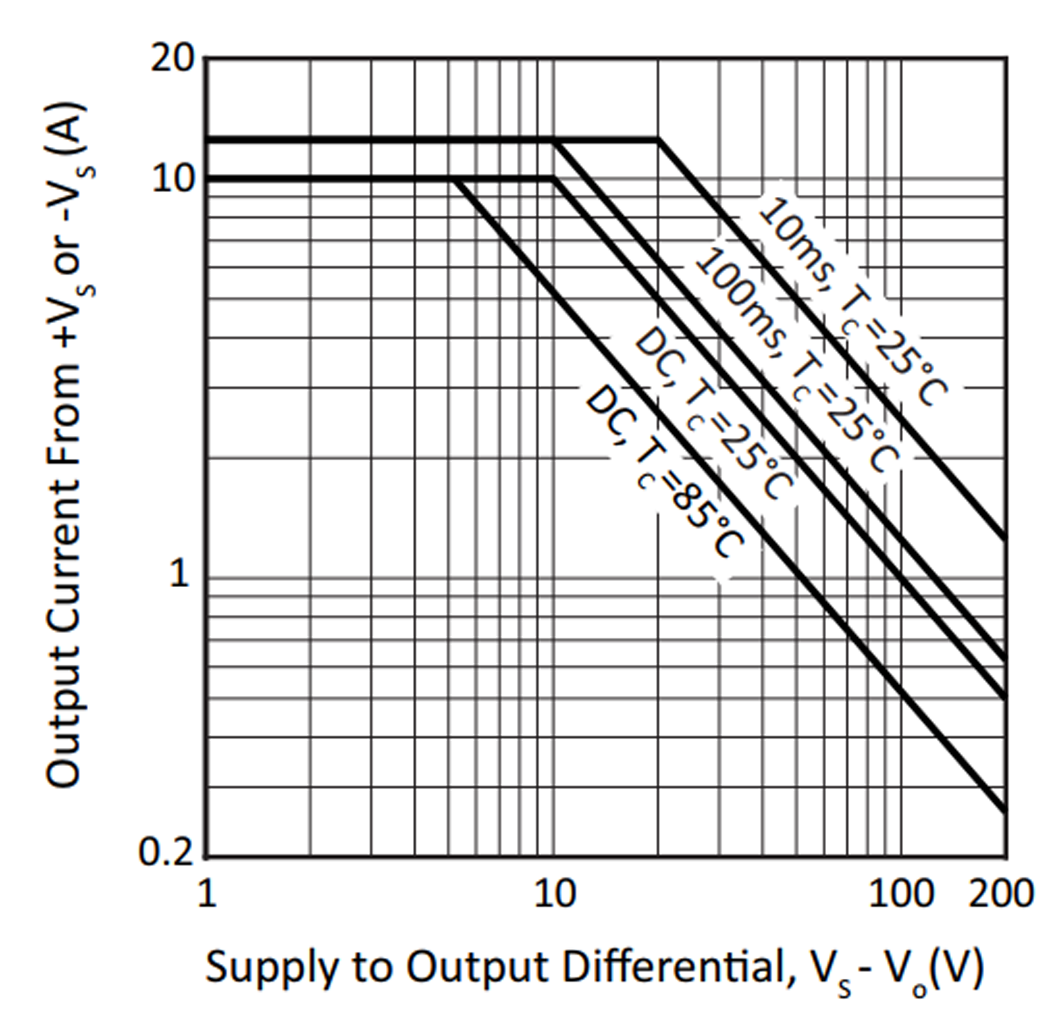 Output Current From +VS or -VS (A)
20
10
1
0.2
10ms, TC=25°C
100ms, TC=25°C
DC, TC=25°C
DC, TC=85°C
1
10
100
200
Supply to Output Differential, VS - Vo(V)